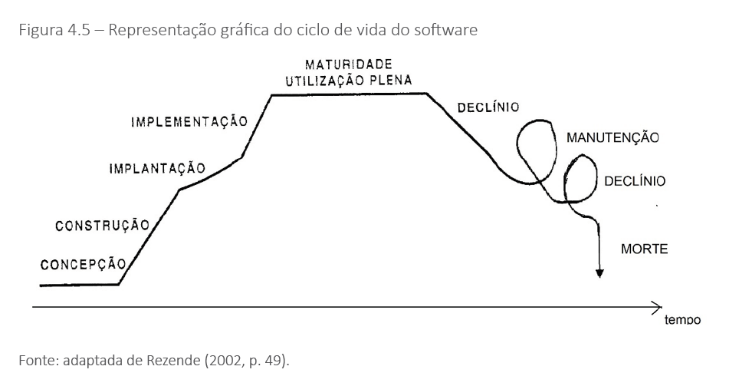 Figura 4.5 – Representação gráfica do ciclo de vida do software
MATURIDADE
UTILIZAÇÃO PLENA
DECLÍNIO
IMPLEMENTAÇÃO
MANUTENÇÃO
IMPLANTAÇÃO
DECLÍNIO
CONSTRUÇÃO
MORTE
CONCEPÇÃO
tempo
Fonte: adaptada de Rezende (2002, p. 49).